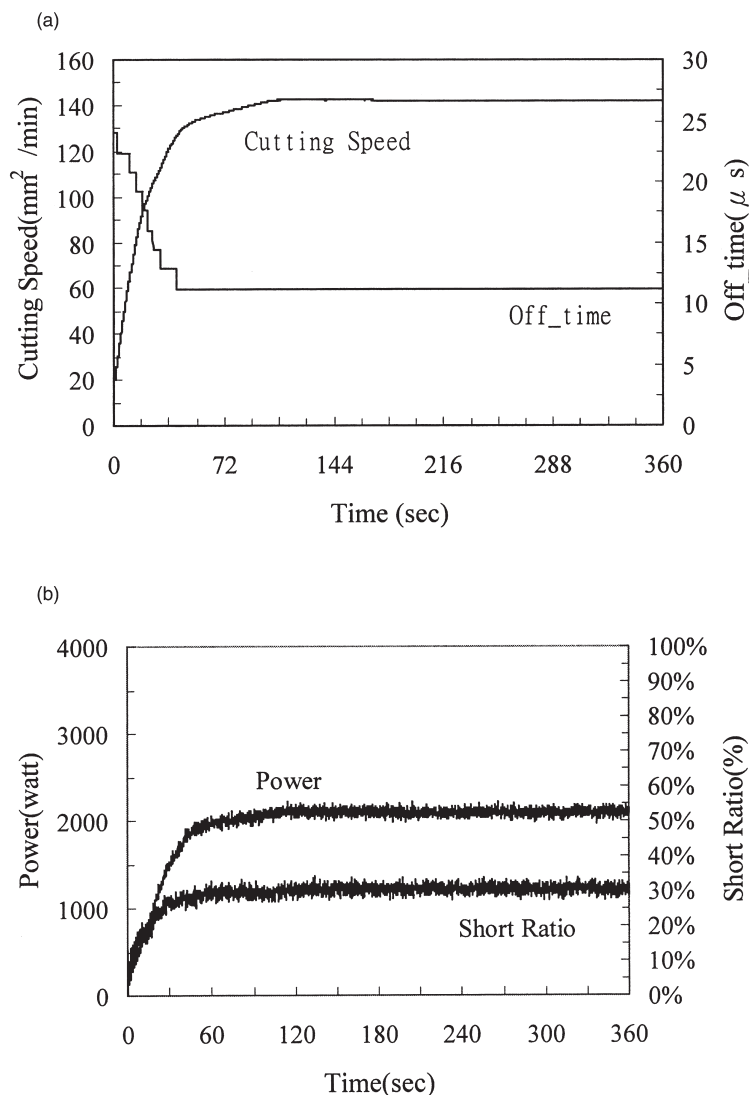 (a)
Cutting Speed(mm² /min)
160
140
120
100
80
60
40
20
0
Cutting Speed
Off_time
30
25
20
15
10
5
0
Off_time(μ s)
0 72 144 216 288 360
Time (sec)
(b)
Power(watt)
4000
3000
2000
1000
0
Power
Short Ratio
100%
90%
80%
70%
60%
50%
40%
30%
20%
10%
0%
Short Ratio(%)
0 60 120 180 240 300 360
Time(sec)